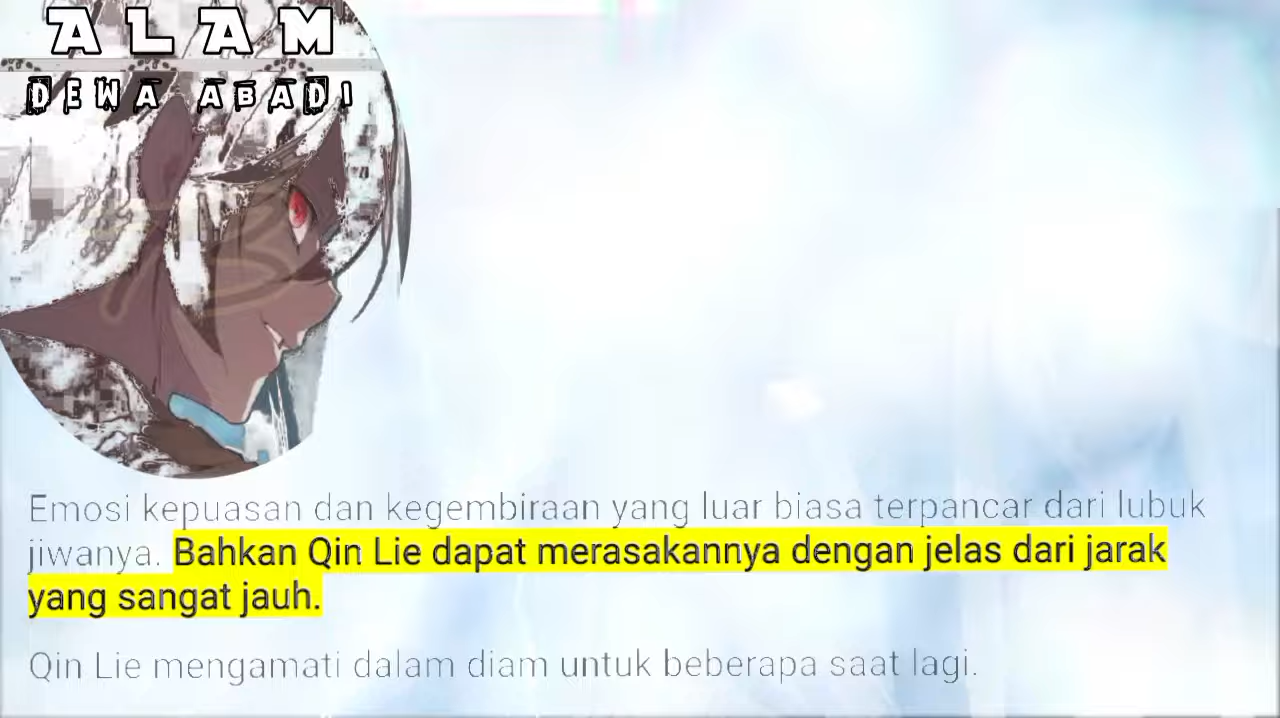 ALAM
DEWA ABADI
Emosi kepuasan dan kegembiraan yang luar biasa terpancar dari lubuk
jiwanya. Bahkan Qin Lie dapat merasakannya dengan jelas dari jarak
yang sangat jauh.
Qin Lie mengamati dalam diam untuk beberapa saat lagi.